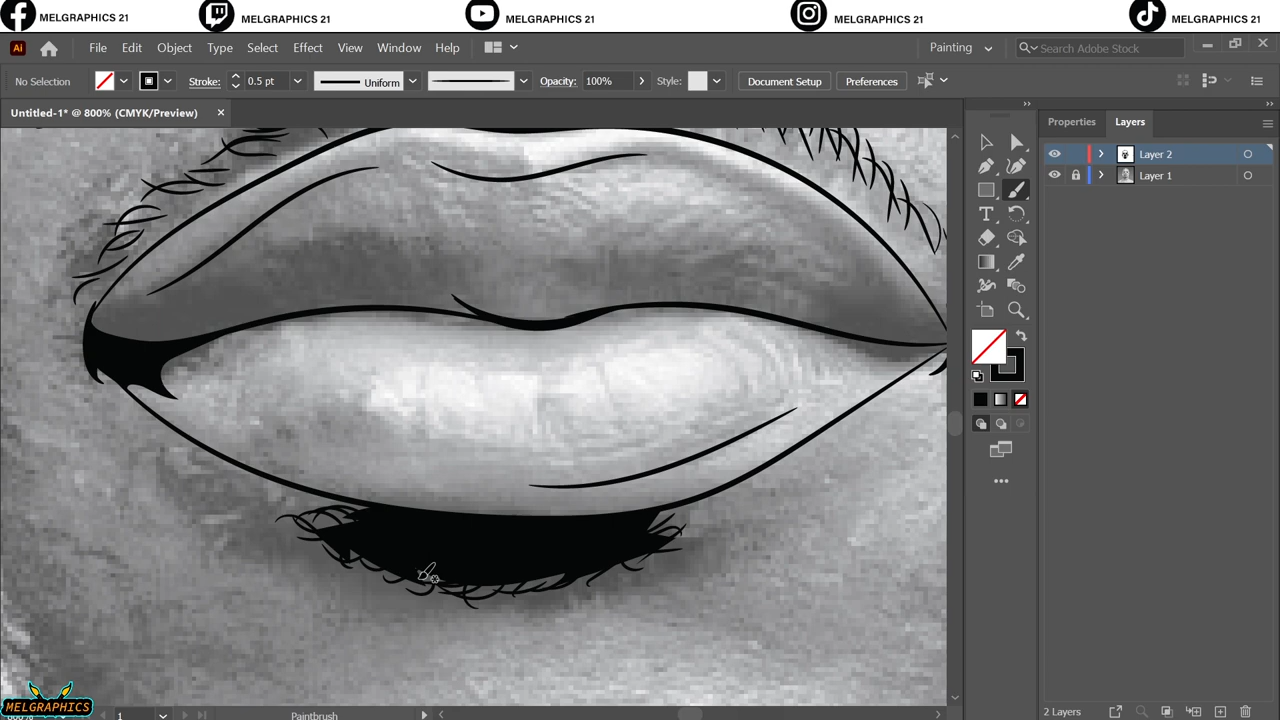 MELGRAPHICS 21 MELGRAPHICS 21 MELGRAPHICS 21 MELGRAPHICS 21 MELGRAPHICS 21
Ai File Edit Object Type Select Effect View Window Help Painting Search Adobe Stock
No Selection Stroke: 0.5 pt Uniform Opacity: 100% Style: Document Setup Preferences
Untitled-1* @ 800% (CMYK/Preview)
Properties Layers
Layer 2
Layer 1
MELGRAPHICS
1 Paintbrush 2 Layers